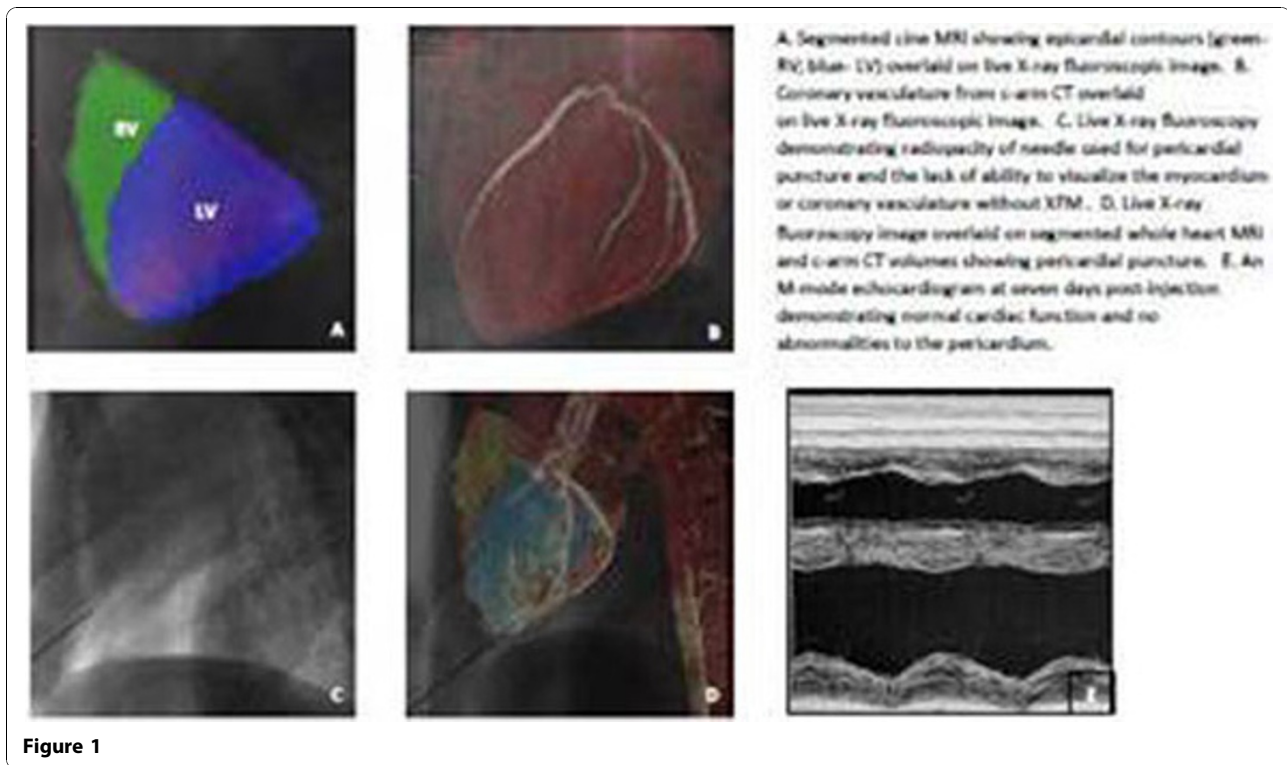 RV
LV
A
B
A. Segmented cine MRI showing epicardial contours (green-
RV; blue- LV) overlaid on live X-ray fluoroscopic image. B.
Coronary vasculature from c-arm CT overlaid
on live X-ray fluoroscopic image. C. Live X-ray fluoroscopy
demonstrating radiopacity of needle used for pericardial
puncture and the lack of ability to visualize the myocardium
or coronary vasculature without XFM. D. Live X-ray
fluoroscopy image overlaid on segmented whole heart MRI
and c-arm CT volumes showing pericardial puncture. E. An
M-mode echocardiogram at seven days post-injection
demonstrating normal cardiac function and no
abnormalities to the pericardium.
C
D
E
Figure 1